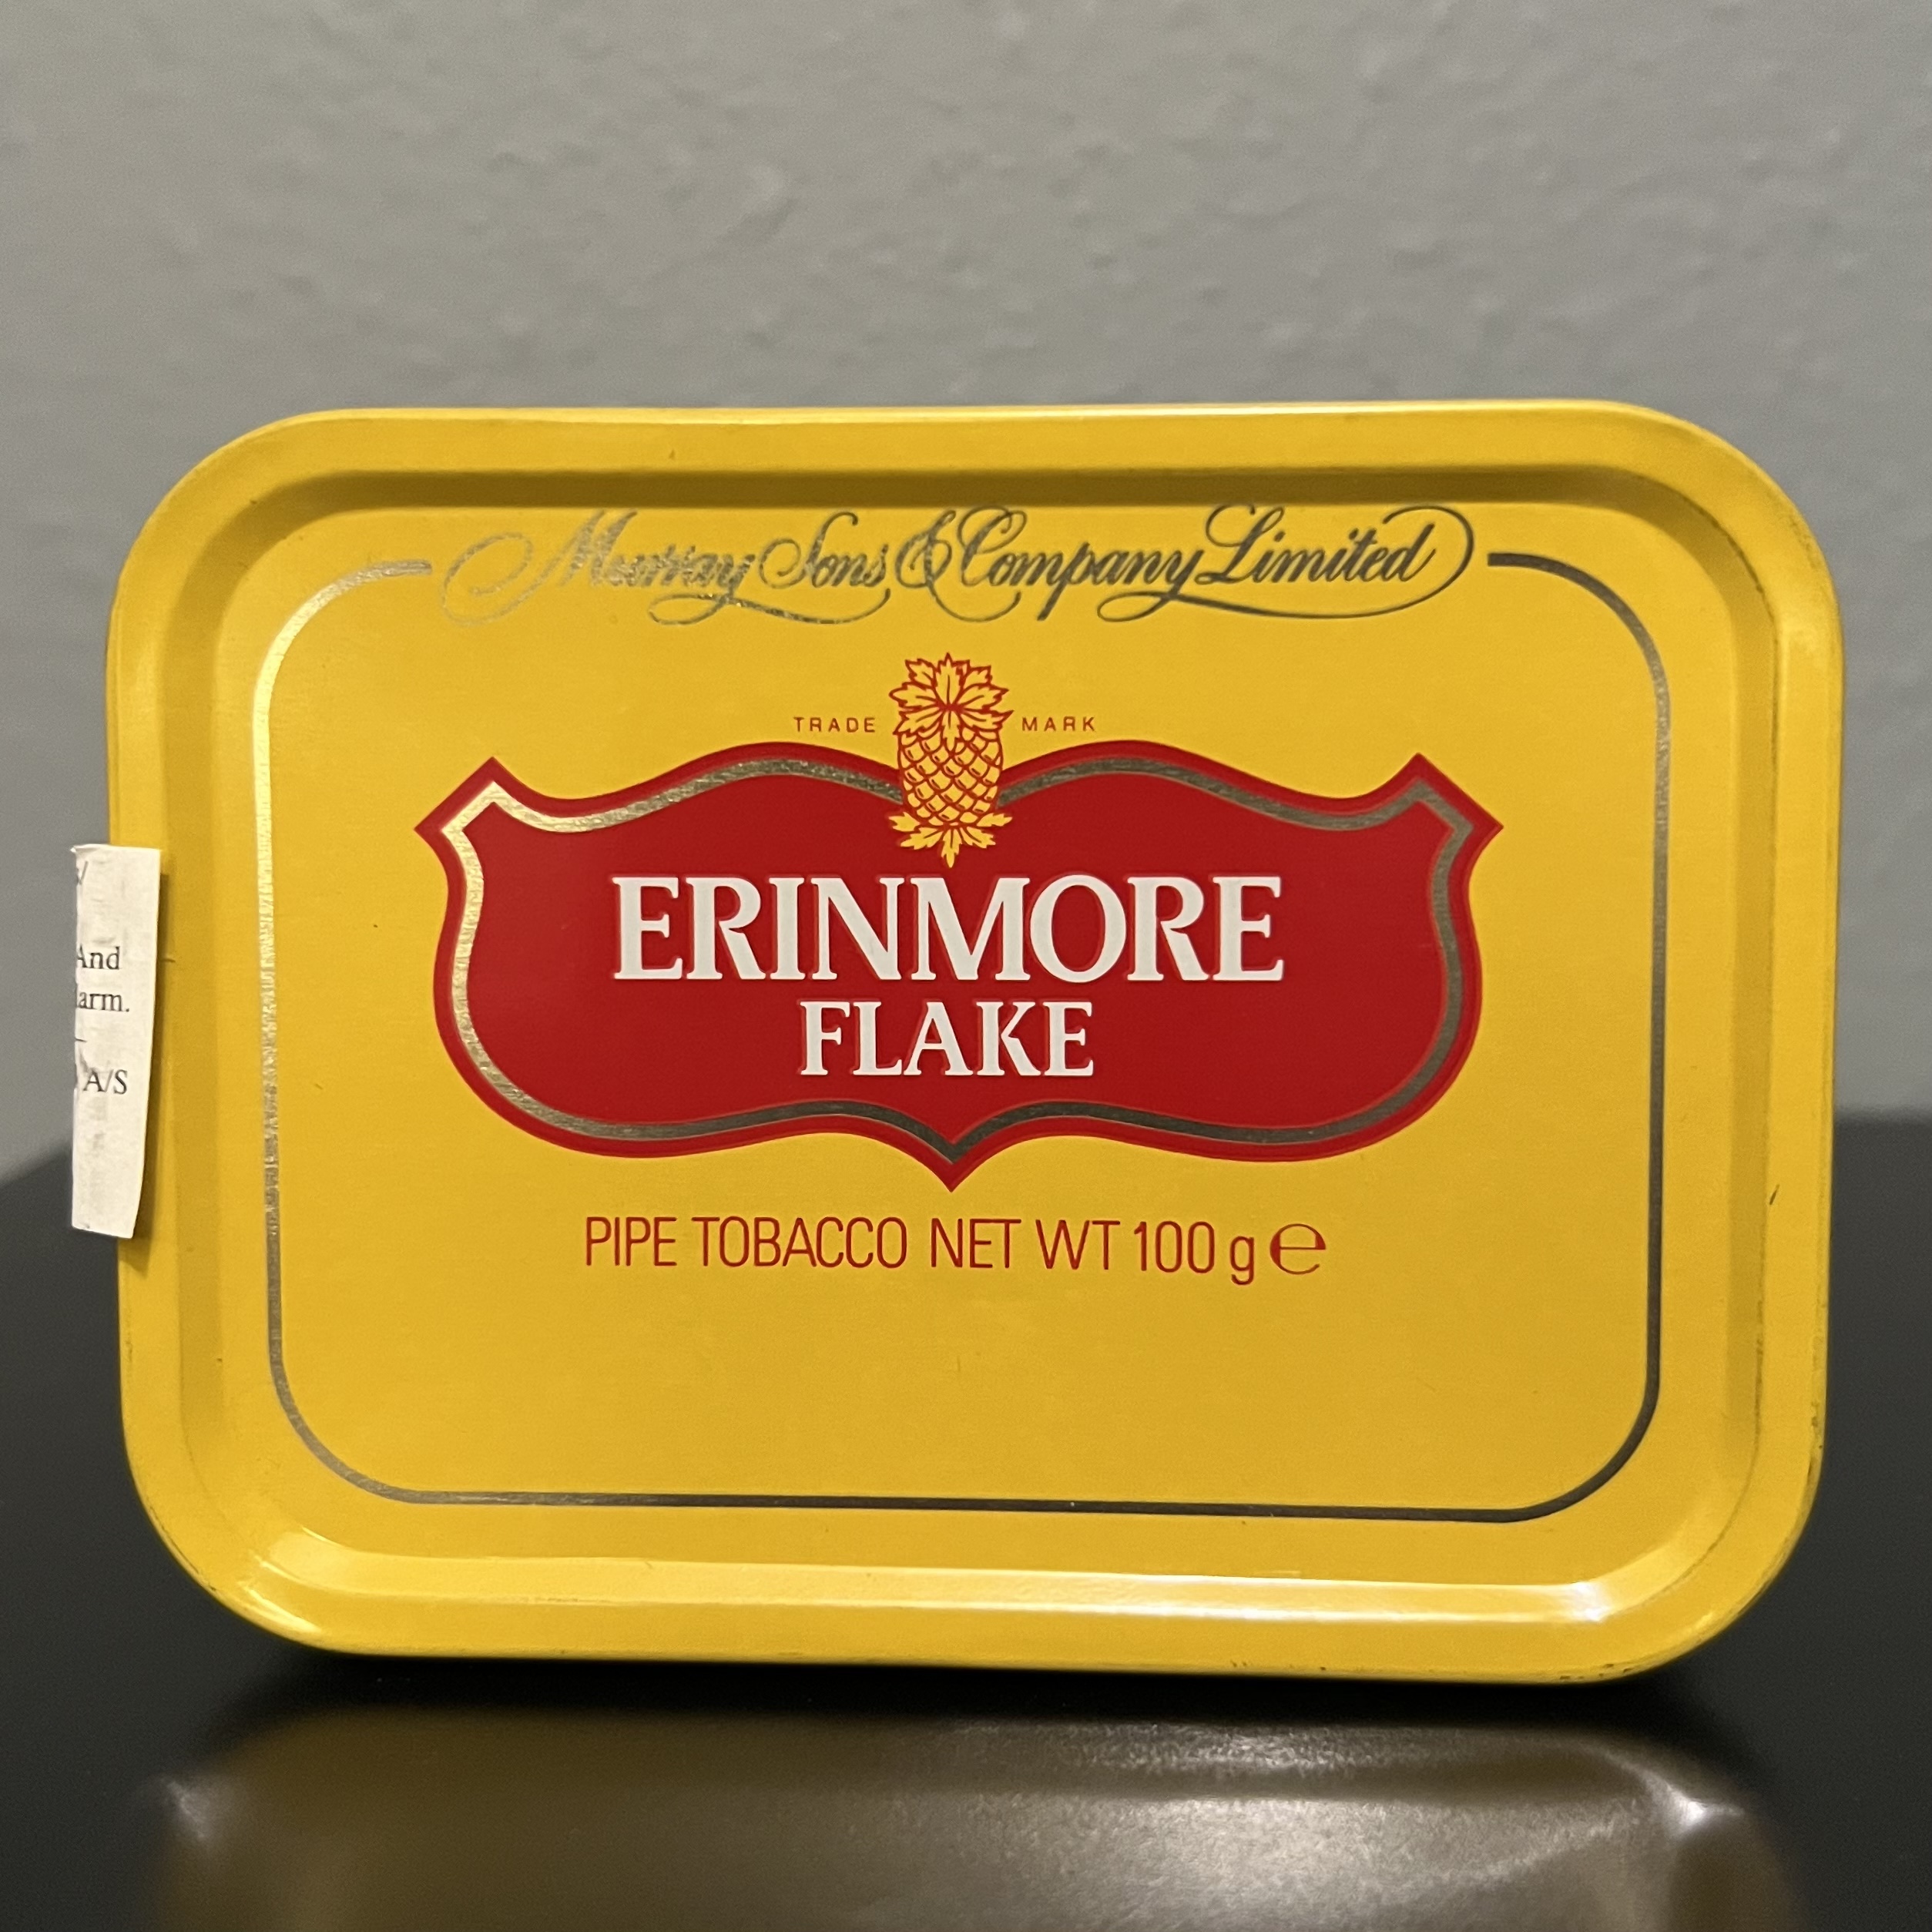 Murray Sons & Company Limited
TRADE MARK
ERINMORE
FLAKE
PIPE TOBACCO NET WT 100 g ℮
And
arm.
A/S